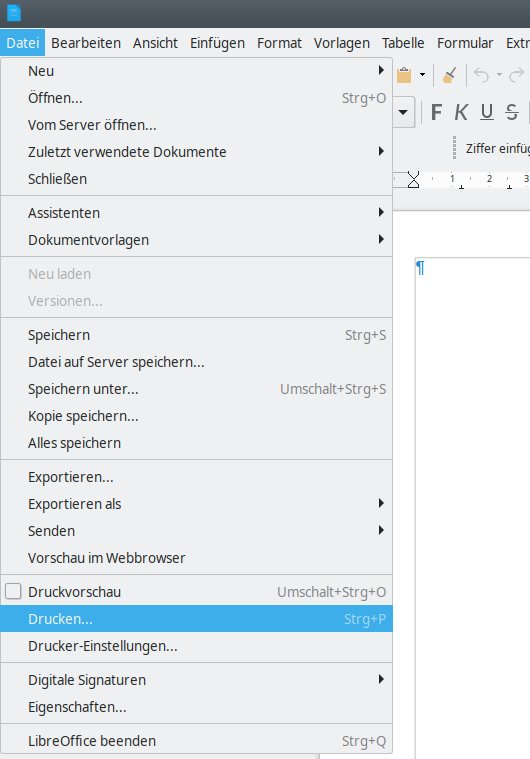 Datei Bearbeiten Ansicht Einfügen Format Vorlagen Tabelle Formular Extr
Neu
Öffnen... Strg+O
Vom Server öffnen...
Zuletzt verwendete Dokumente
Schließen
Assistenten
Dokumentvorlagen
Neu laden
Versionen...
Speichern Strg+S
Datei auf Server speichern...
Speichern unter... Umschalt+Strg+S
Kopie speichern...
Alles speichern
Exportieren...
Exportieren als
Senden
Vorschau im Webbrowser
Druckvorschau Umschalt+Strg+O
Drucken... Strg+P
Drucker-Einstellungen...
Digitale Signaturen
Eigenschaften...
LibreOffice beenden Strg+Q
F K U S
Ziffer einfüg
1 2 3
¶